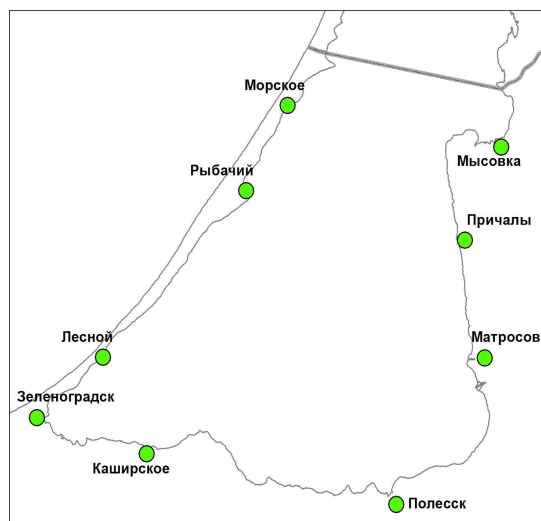 Морское
Мысовка
Рыбачий
Причалы
Лесной
Матросов
Зеленоградск
Каширское
Полесск